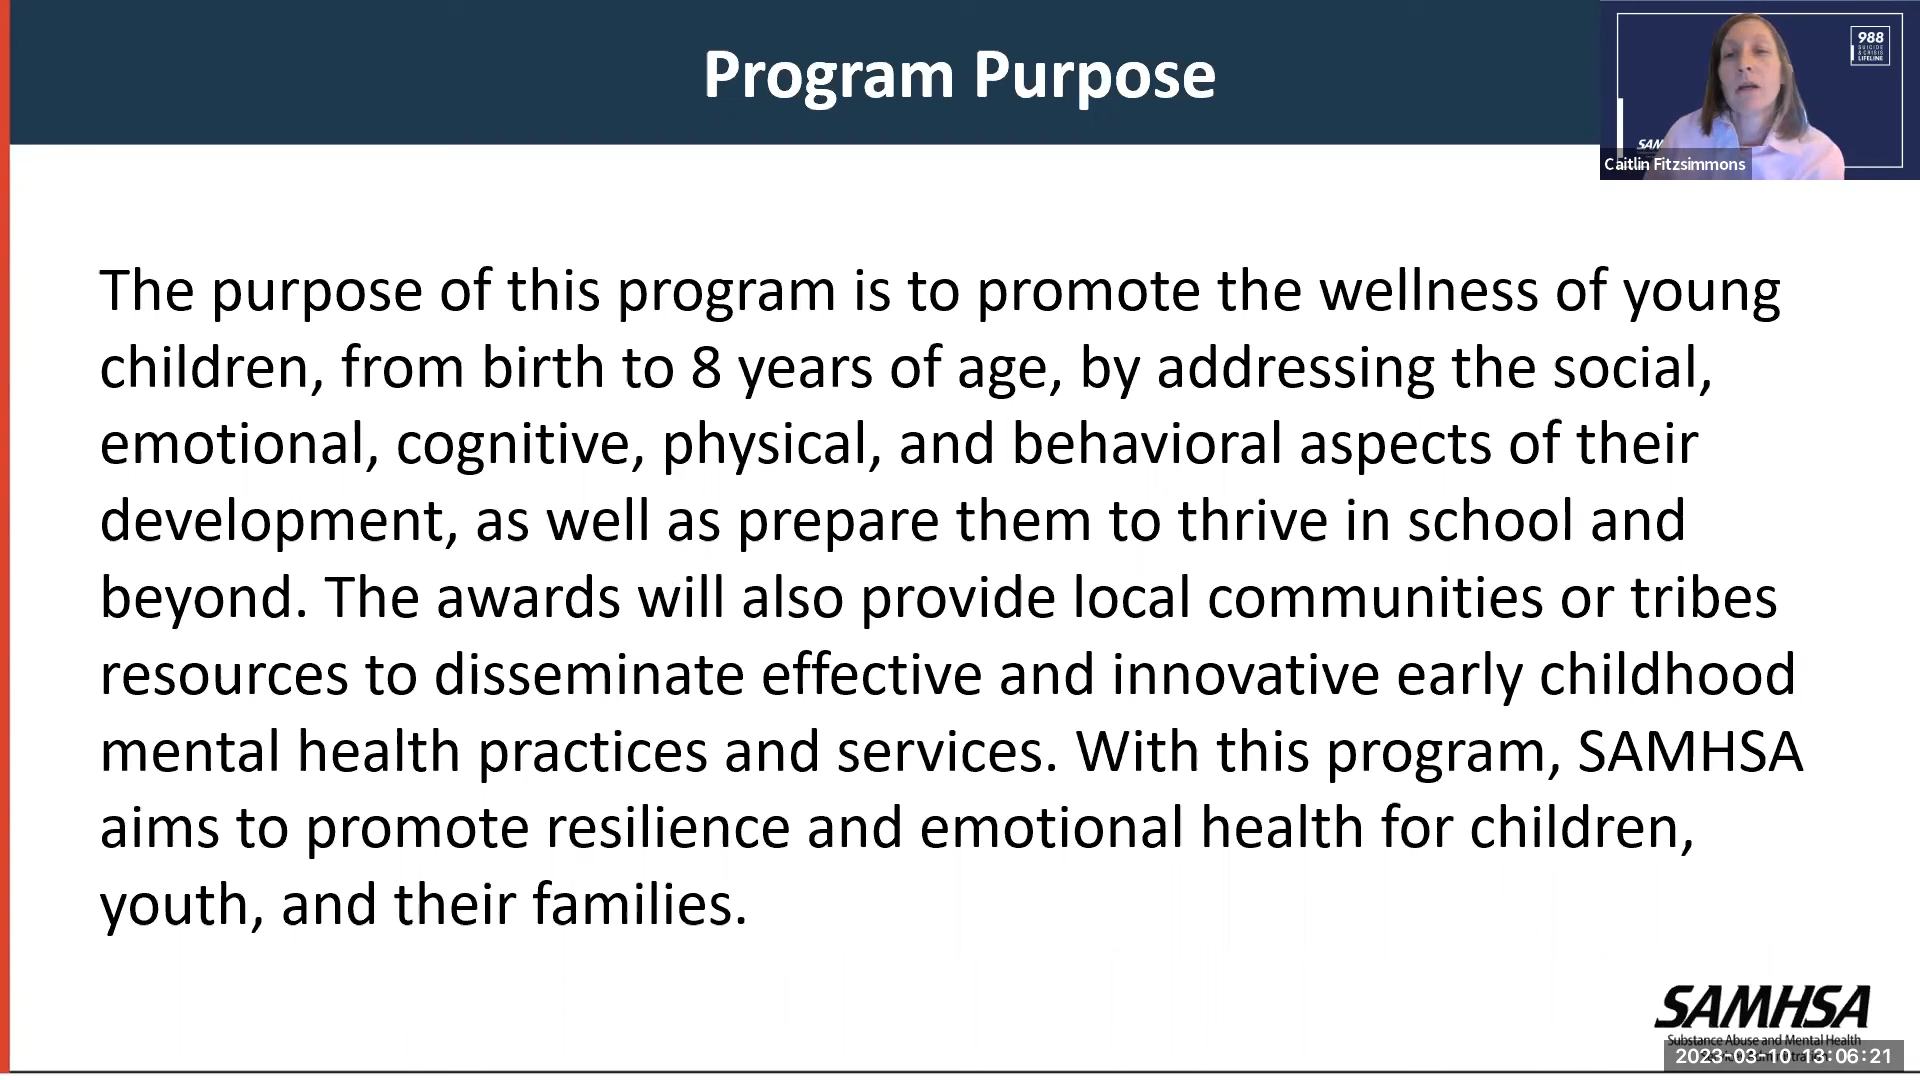 Program Purpose
988
SUICIDE
& CRISIS
LIFELINE
SAM
Caitlin Fitzsimmons
The purpose of this program is to promote the wellness of young
children, from birth to 8 years of age, by addressing the social,
emotional, cognitive, physical, and behavioral aspects of their
development, as well as prepare them to thrive in school and
beyond. The awards will also provide local communities or tribes
resources to disseminate effective and innovative early childhood
mental health practices and services. With this program, SAMHSA
aims to promote resilience and emotional health for children,
youth, and their families.
SAMHSA
Substance Abuse and Mental Health
2023-03-10 13:06:21